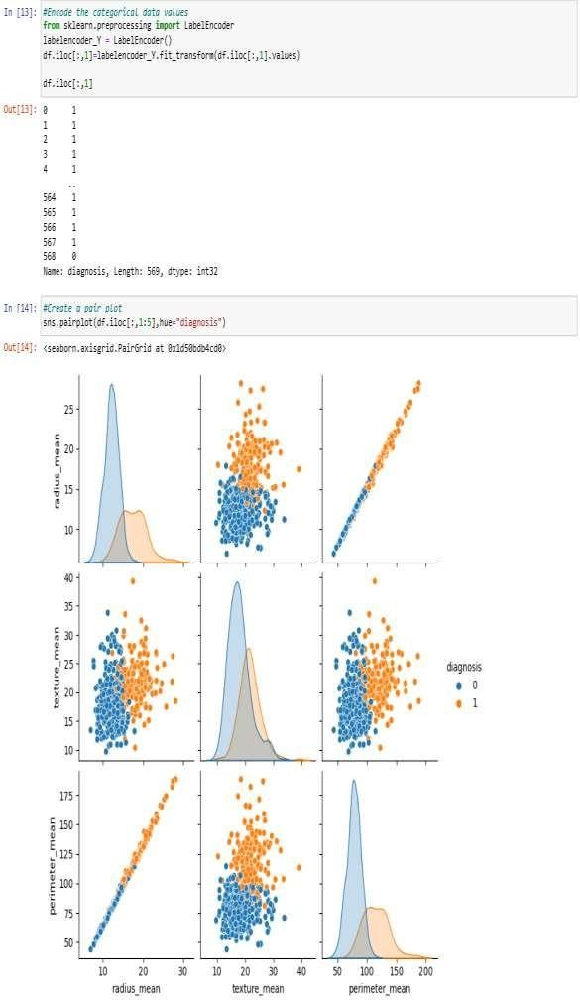 In [13]: #Encode the categorical data values
from sklearn.preprocessing import LabelEncoder
labelencoder_Y = LabelEncoder()
df.iloc[:,1]=labelencoder_Y.fit_transform(df.iloc[:,1].values)
df.iloc[:,1]
Out[13]: 0 1
1 1
2 1
3 1
4 1
..
564 1
565 1
566 1
567 1
568 0
Name: diagnosis, Length: 569, dtype: int32
In [14]: #Create a pair plot
sns.pairplot(df.iloc[:,1:5],hue="diagnosis")
Out[14]: <seaborn.axisgrid.PairGrid at 0x1d50bdb4cd0>
radius_mean
25
20
15
10
texture_mean
40
35
30
25
20
15
10
diagnosis
0
1
perimeter_mean
175
150
125
100
75
50
10 20 30
radius_mean
10 20 30 40
texture_mean
50 100 150 200
perimeter_mean